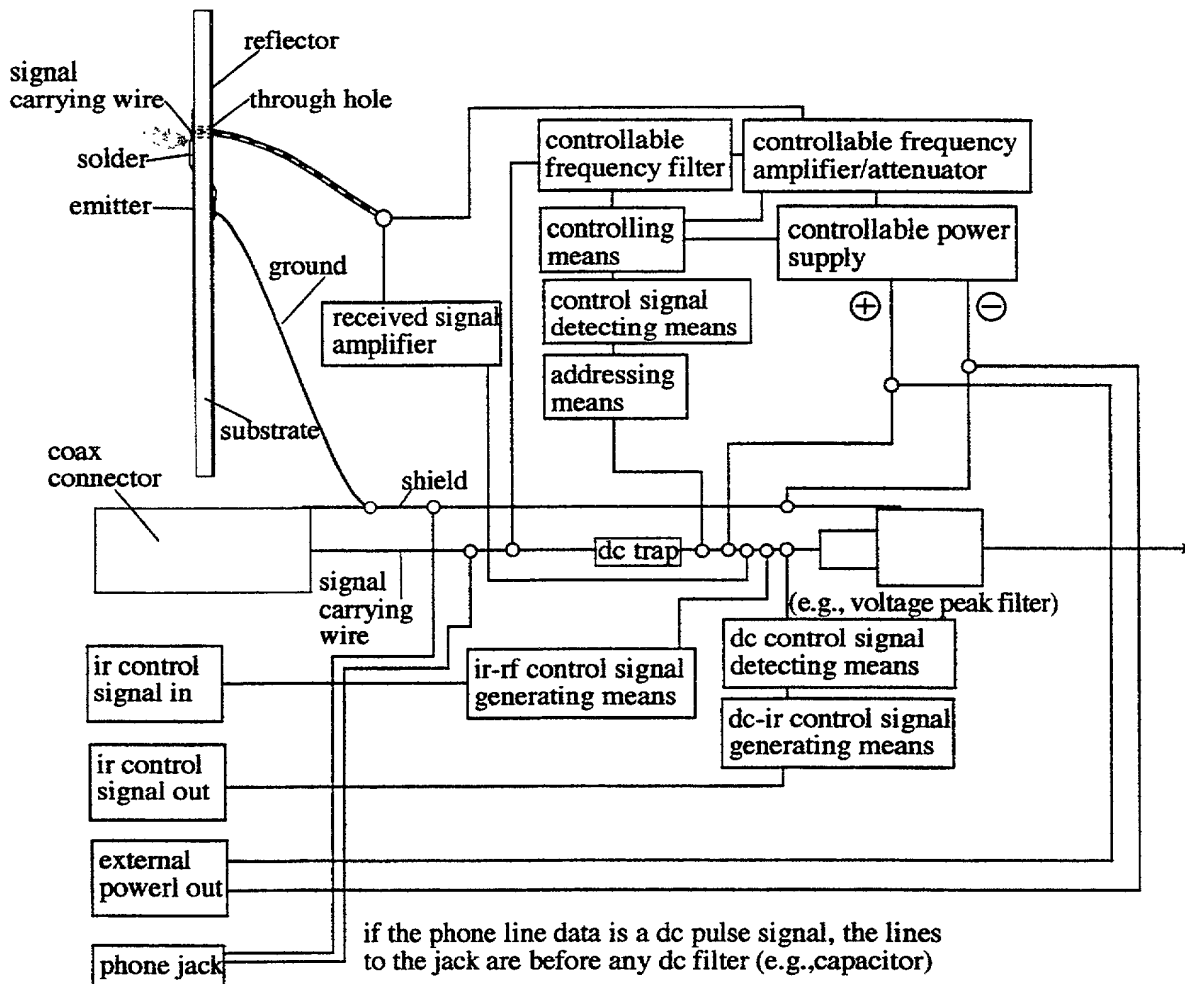 reflector
signal
carrying wire
through hole
solder
emitter
ground
substrate
coax
connector
controllable
frequency filter
controllable frequency
amplifier/attenuator
controlling
means
controllable power
supply
+
−
control signal
detecting means
received signal
amplifier
addressing
means
shield
dc trap
signal
carrying
wire
(e.g., voltage peak filter)
ir control
signal in
ir-rf control signal
generating means
dc control signal
detecting means
dc-ir control signal
generating means
ir control
signal out
external
powerl out
phone jack
if the phone line data is a dc pulse signal, the lines
to the jack are before any dc filter (e.g.,capacitor)